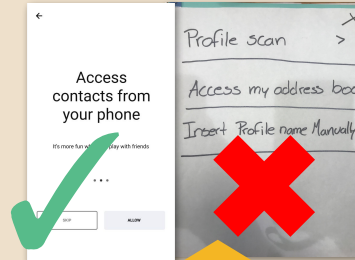 Access
contacts from
your phone
It's more fun play with friends
SKIP
ALLOW
Profile scan >
Access my address
Insert Profile name Manually